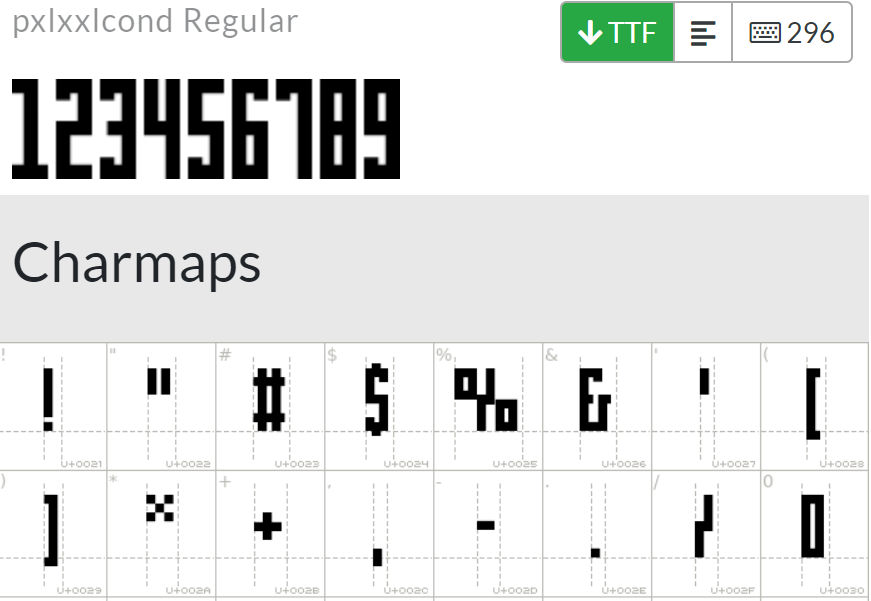 pxlxxlcond Regular
TTF
296
123456789
Charmaps
! " # $ % & ' (
! " # $ % & ' (
U+0021 U+0022 U+0023 U+0024 U+0025 U+0026 U+0027 U+0028
) * + , - . / 0
) * + , - . / 0
U+0029 U+002A U+002B U+002C U+002D U+002E U+002F U+0030